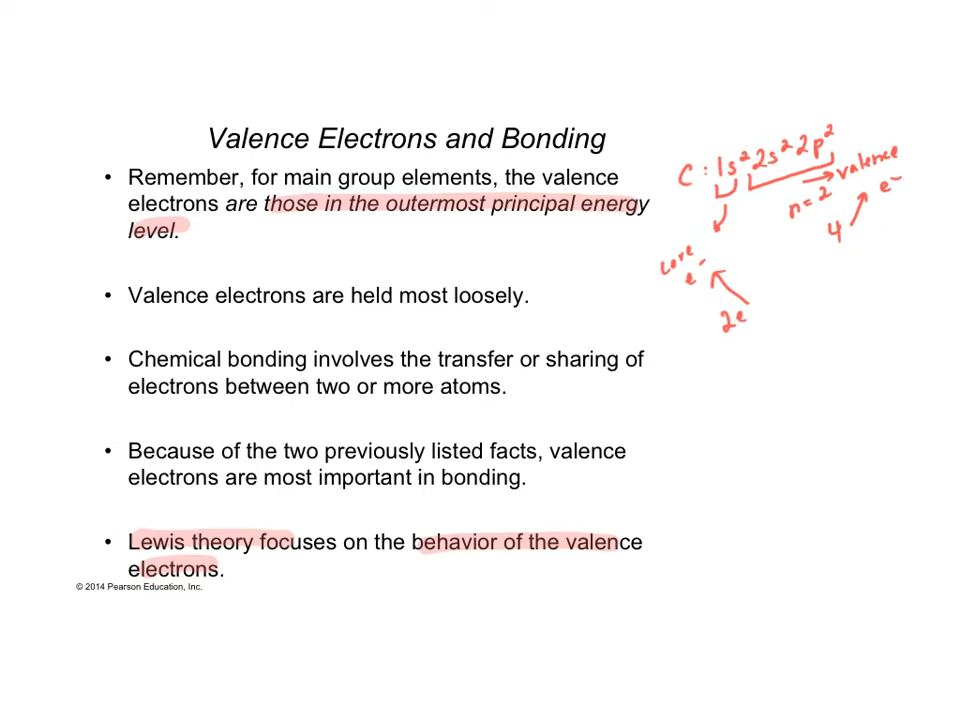 Valence Electrons and Bonding
• Remember, for main group elements, the valence
electrons are those in the outermost principal energy
level.
• Valence electrons are held most loosely.
• Chemical bonding involves the transfer or sharing of
electrons between two or more atoms.
• Because of the two previously listed facts, valence
electrons are most important in bonding.
• Lewis theory focuses on the behavior of the valence
electrons.
© 2014 Pearson Education, Inc.
C: 1s² 2s² 2p²
valence
e⁻
n=2
4
core
e⁻
2e